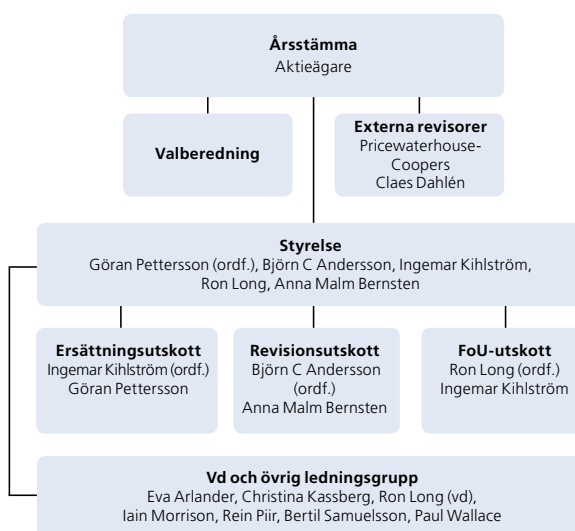 Årsstämma
Aktieägare
Valberedning
Externa revisorer
Pricewaterhouse-
Coopers
Claes Dahlén
Styrelse
Göran Pettersson (ordf.), Björn C Andersson, Ingemar Kihlström,
Ron Long, Anna Malm Bernsten
Ersättningsutskott
Ingemar Kihlström (ordf.)
Göran Pettersson
Revisionsutskott
Björn C Andersson
(ordf.)
Anna Malm Bernsten
FoU-utskott
Ron Long (ordf.)
Ingemar Kihlström
Vd och övrig ledningsgrupp
Eva Arlander, Christina Kassberg, Ron Long (vd),
Iain Morrison, Rein Piir, Bertil Samuelsson, Paul Wallace